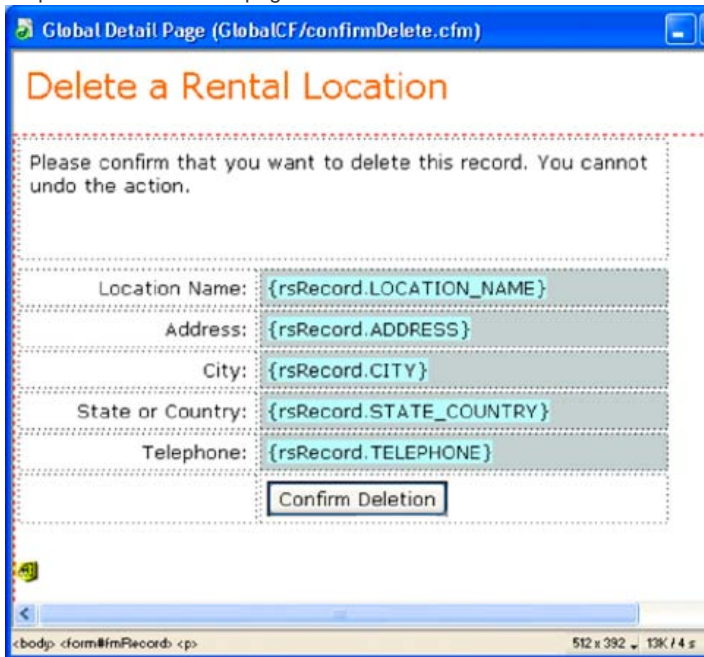 Global Detail Page (GlobalCF/confirmDelete.cfm)
Delete a Rental Location
Please confirm that you want to delete this record. You cannot
undo the action.
Location Name: {rsRecord.LOCATION_NAME}
Address: {rsRecord.ADDRESS}
City: {rsRecord.CITY}
State or Country: {rsRecord.STATE_COUNTRY}
Telephone: {rsRecord.TELEPHONE}
Confirm Deletion
<body> <form#fmRecord> <p> 512 x 392 13K / 4 s